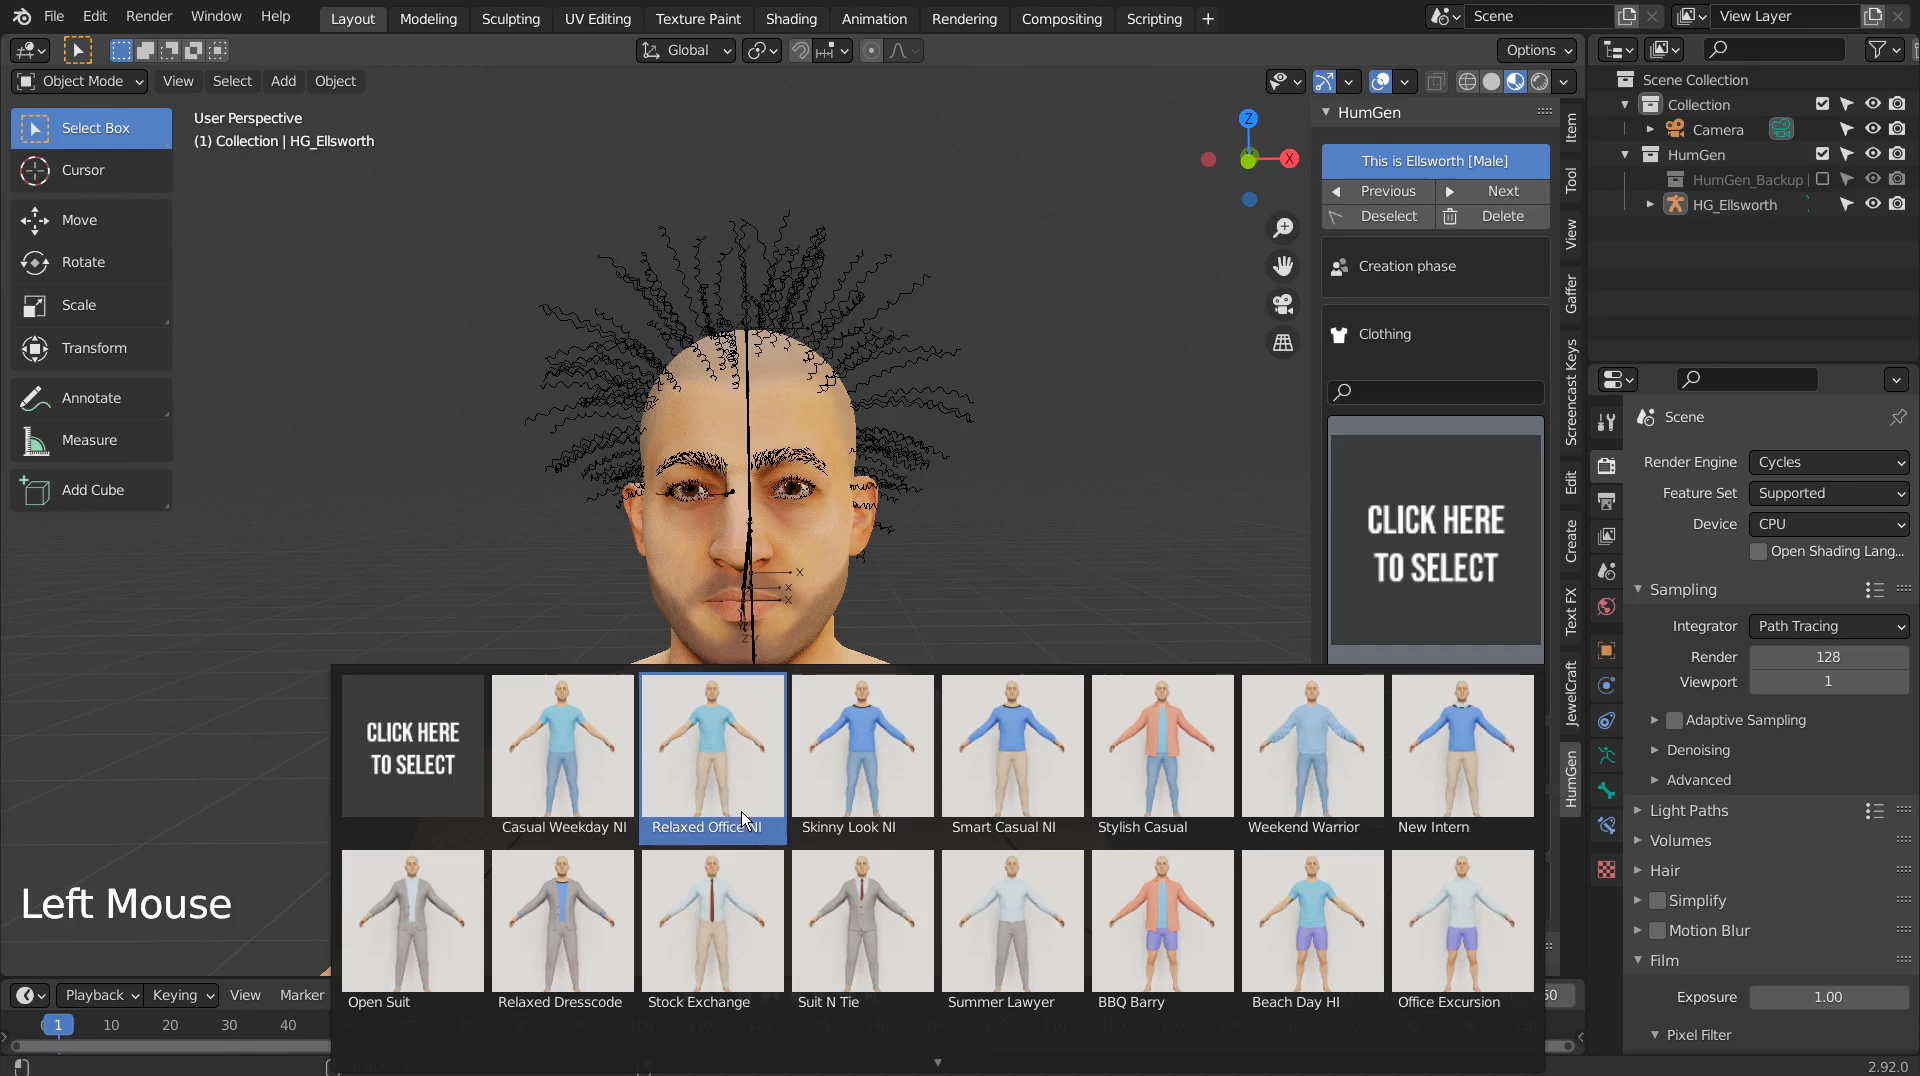 File Edit Render Window Help Layout Modeling Sculpting UV Editing Texture Paint Shading Animation Rendering Compositing Scripting + Scene View Layer
Global Options
Object Mode View Select Add Object
Select Box
Cursor
Move
Rotate
Scale
Transform
Annotate
Measure
Add Cube
User Perspective
(1) Collection | HG_Ellsworth
Z
X
X
X
X
HumGen
This is Ellsworth [Male]
Previous Next
Deselect Delete
Creation phase
Clothing
CLICK HERE
TO SELECT
Item
Tool
View
Gaffer
Screencast Keys
Edit
Create
Text FX
JewelCraft
HumGen
Scene Collection
Collection
Camera
HumGen
HumGen_Backup |
HG_Ellsworth
Scene
Render Engine Cycles
Feature Set Supported
Device CPU
Open Shading Lang...
Sampling
Integrator Path Tracing
Render 128
Viewport 1
Adaptive Sampling
Denoising
Advanced
Light Paths
Volumes
Hair
Simplify
Motion Blur
Film
Exposure 1.00
Pixel Filter
2.92.0
CLICK HERE
TO SELECT
Casual Weekday NI Relaxed Office NI Skinny Look NI Smart Casual NI Stylish Casual Weekend Warrior New Intern
Open Suit Relaxed Dresscode Stock Exchange Suit N Tie Summer Lawyer BBQ Barry Beach Day HI Office Excursion
Left Mouse
Playback Keying View Marker
1 10 20 30 40